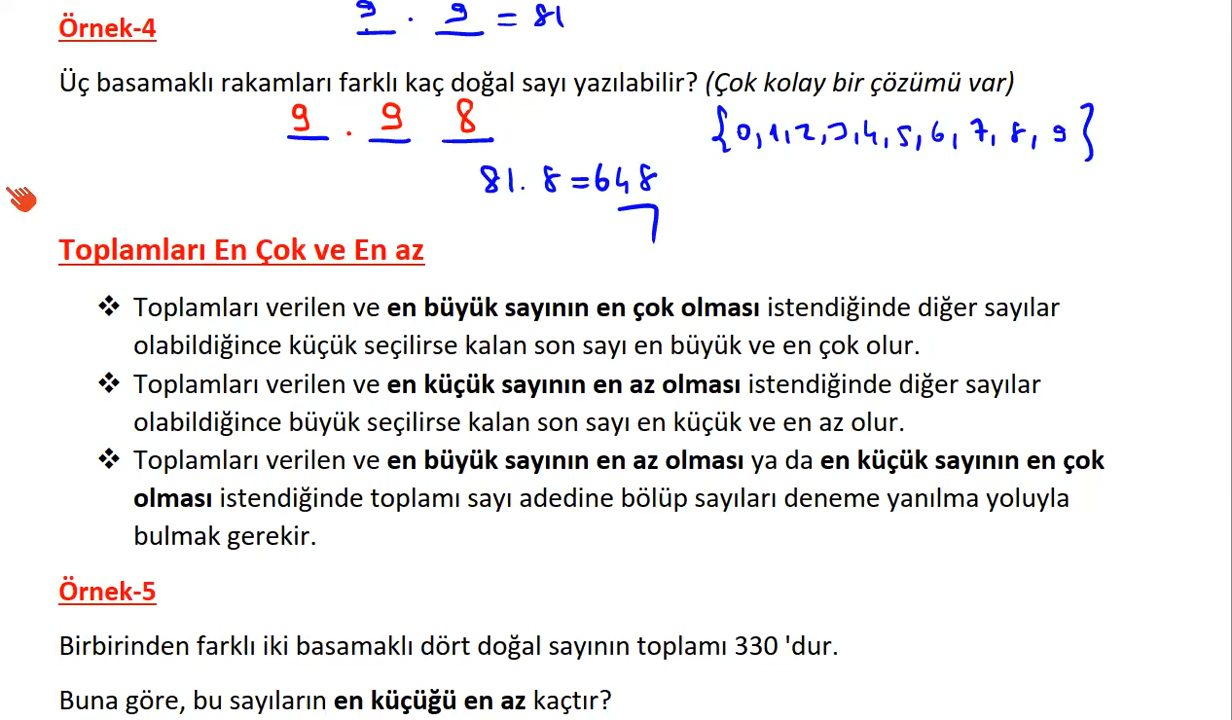 9 . 9 = 81
Örnek-4
Üç basamaklı rakamları farklı kaç doğal sayı yazılabilir? (Çok kolay bir çözümü var)
9 . 9 8
{0,1,2,3,4,5,6,7,8,9}
81. 8 = 648
Toplamları En Çok ve En az
❖ Toplamları verilen ve en büyük sayının en çok olması istendiğinde diğer sayılar
olabildiğince küçük seçilirse kalan son sayı en büyük ve en çok olur.
❖ Toplamları verilen ve en küçük sayının en az olması istendiğinde diğer sayılar
olabildiğince büyük seçilirse kalan son sayı en küçük ve en az olur.
❖ Toplamları verilen ve en büyük sayının en az olması ya da en küçük sayının en çok
olması istendiğinde toplamı sayı adedine bölüp sayıları deneme yanılma yoluyla
bulmak gerekir.
Örnek-5
Birbirinden farklı iki basamaklı dört doğal sayının toplamı 330 'dur.
Buna göre, bu sayıların en küçüğü en az kaçtır?